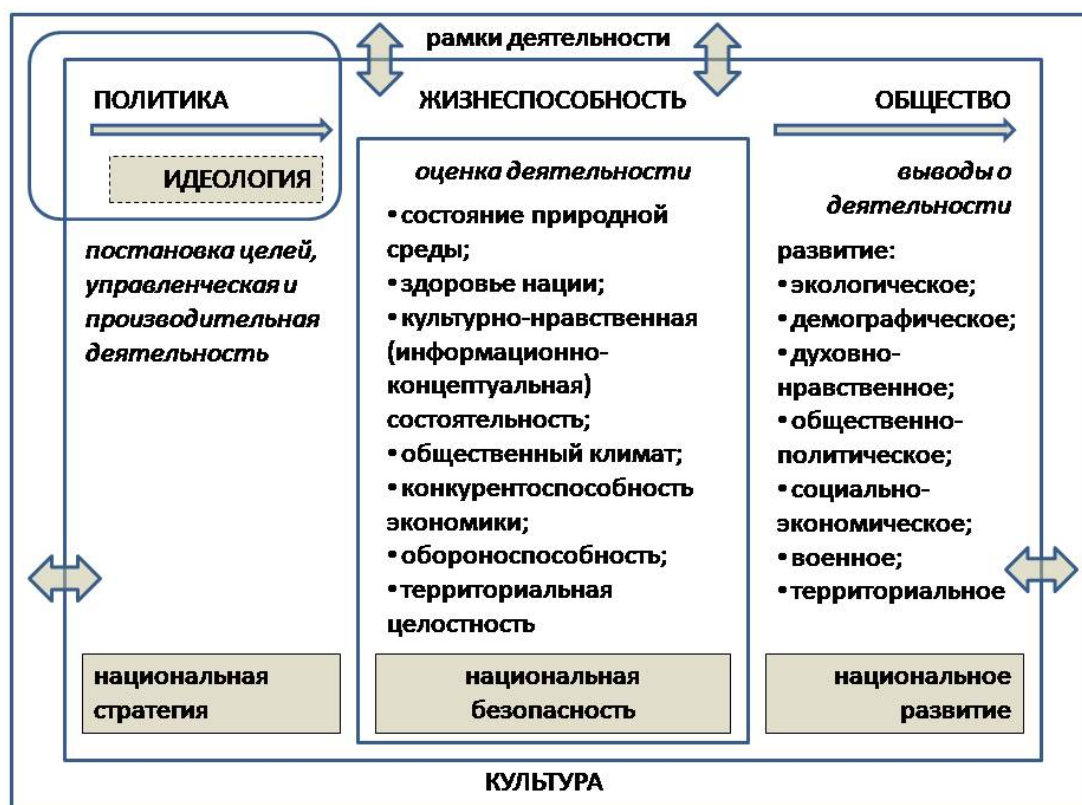 рамки деятельности
ПОЛИТИКА
ИДЕОЛОГИЯ
постановка целей,
управленческая и
производительная
деятельность
национальная
стратегия
ЖИЗНЕСПОСОБНОСТЬ
оценка деятельности
• состояние природной
среды;
• здоровье нации;
• культурно-нравственная
(информационно-
концептуальная)
состоятельность;
• общественный климат;
• конкурентоспособность
экономики;
• обороноспособность;
• территориальная
целостность
национальная
безопасность
ОБЩЕСТВО
выводы о
деятельности
развитие:
• экологическое;
• демографическое;
• духовно-
нравственное;
• общественно-
политическое;
• социально-
экономическое;
• военное;
• территориальное
национальное
развитие
КУЛЬТУРА